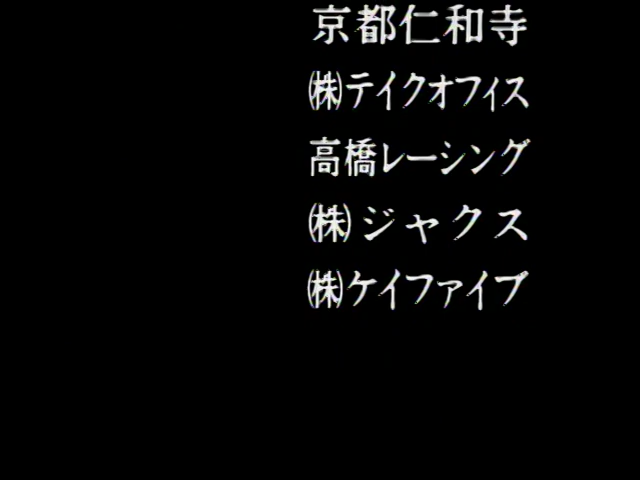 京都仁和寺
㈱テイクオフィス
高橋レーシング
㈱ジャクス
㈱ケイファイブ